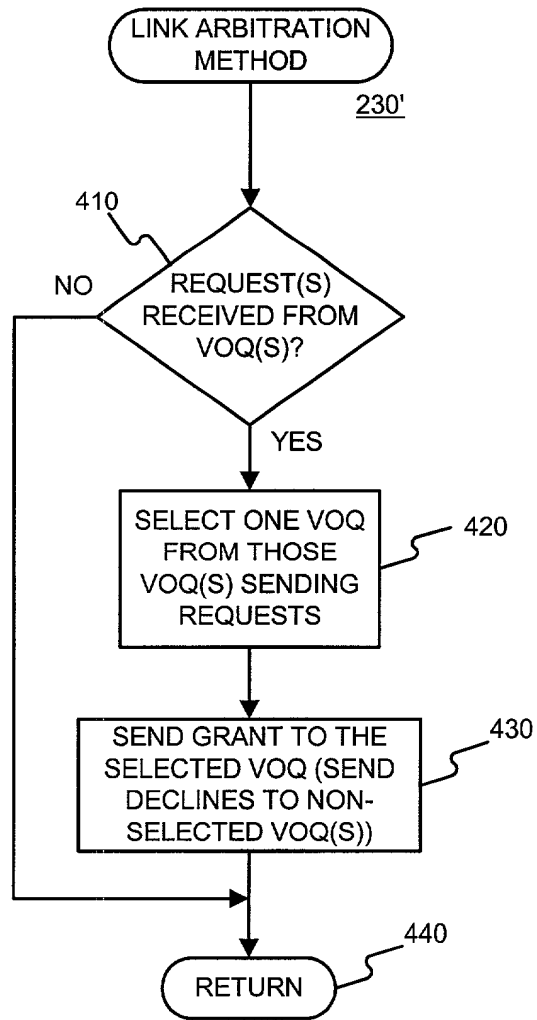 LINK ARBITRATION
METHOD
230'
410
NO
REQUEST(S)
RECEIVED FROM
VOQ(S)?
YES
SELECT ONE VOQ
FROM THOSE
VOQ(S) SENDING
REQUESTS
420
SEND GRANT TO THE
SELECTED VOQ (SEND
DECLINES TO NON-
SELECTED VOQ(S))
430
440
RETURN